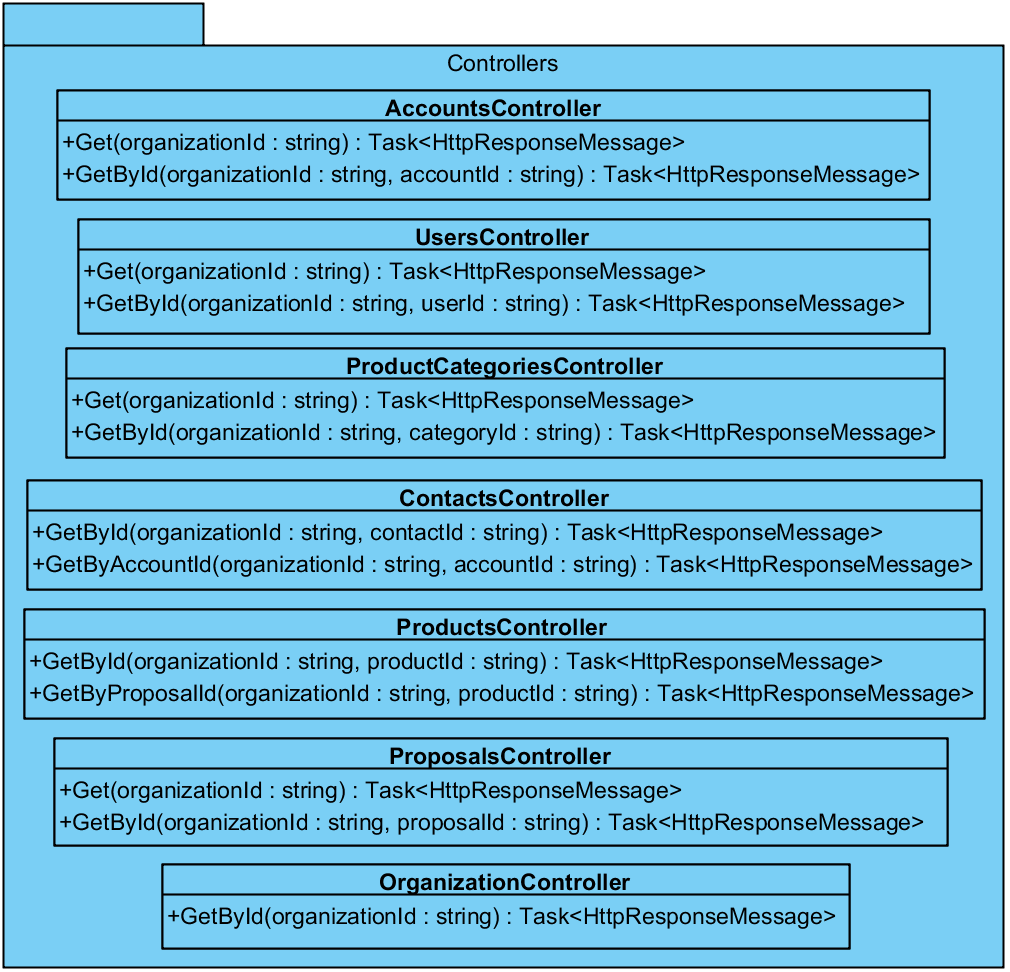 Controllers
AccountsController
+Get(organizationId : string) : Task<HttpResponseMessage>
+GetById(organizationId : string, accountId : string) : Task<HttpResponseMessage>
UsersController
+Get(organizationId : string) : Task<HttpResponseMessage>
+GetById(organizationId : string, userId : string) : Task<HttpResponseMessage>
ProductCategoriesController
+Get(organizationId : string) : Task<HttpResponseMessage>
+GetById(organizationId : string, categoryId : string) : Task<HttpResponseMessage>
ContactsController
+GetById(organizationId : string, contactId : string) : Task<HttpResponseMessage>
+GetByAccountId(organizationId : string, accountId : string) : Task<HttpResponseMessage>
ProductsController
+GetById(organizationId : string, productId : string) : Task<HttpResponseMessage>
+GetByProposalId(organizationId : string, productId : string) : Task<HttpResponseMessage>
ProposalsController
+Get(organizationId : string) : Task<HttpResponseMessage>
+GetById(organizationId : string, proposalId : string) : Task<HttpResponseMessage>
OrganizationController
+GetById(organizationId : string) : Task<HttpResponseMessage>